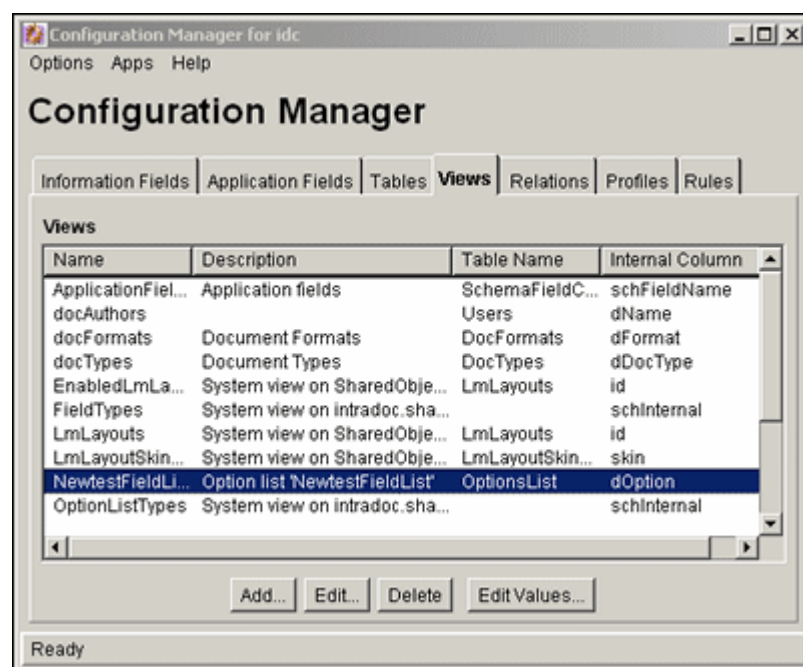 Configuration Manager for idc
Options Apps Help
Configuration Manager
Information Fields Application Fields Tables Views Relations Profiles Rules
Views
Name Description Table Name Internal Column
ApplicationFiel... Application fields SchemaFieldC... schFieldName
docAuthors Users dName
docFormats Document Formats DocFormats dFormat
docTypes Document Types DocTypes dDocType
EnabledLmLa... System view on SharedObje... LmLayouts id
FieldTypes System view on intradoc.sha... schInternal
LmLayouts System view on SharedObje... LmLayouts id
LmLayoutSkin... System view on SharedObje... LmLayoutSkin... skin
NewtestFieldLi... Option list 'NewtestFieldList' OptionsList dOption
OptionListTypes System view on intradoc.sha... schInternal
Add... Edit... Delete Edit Values...
Ready